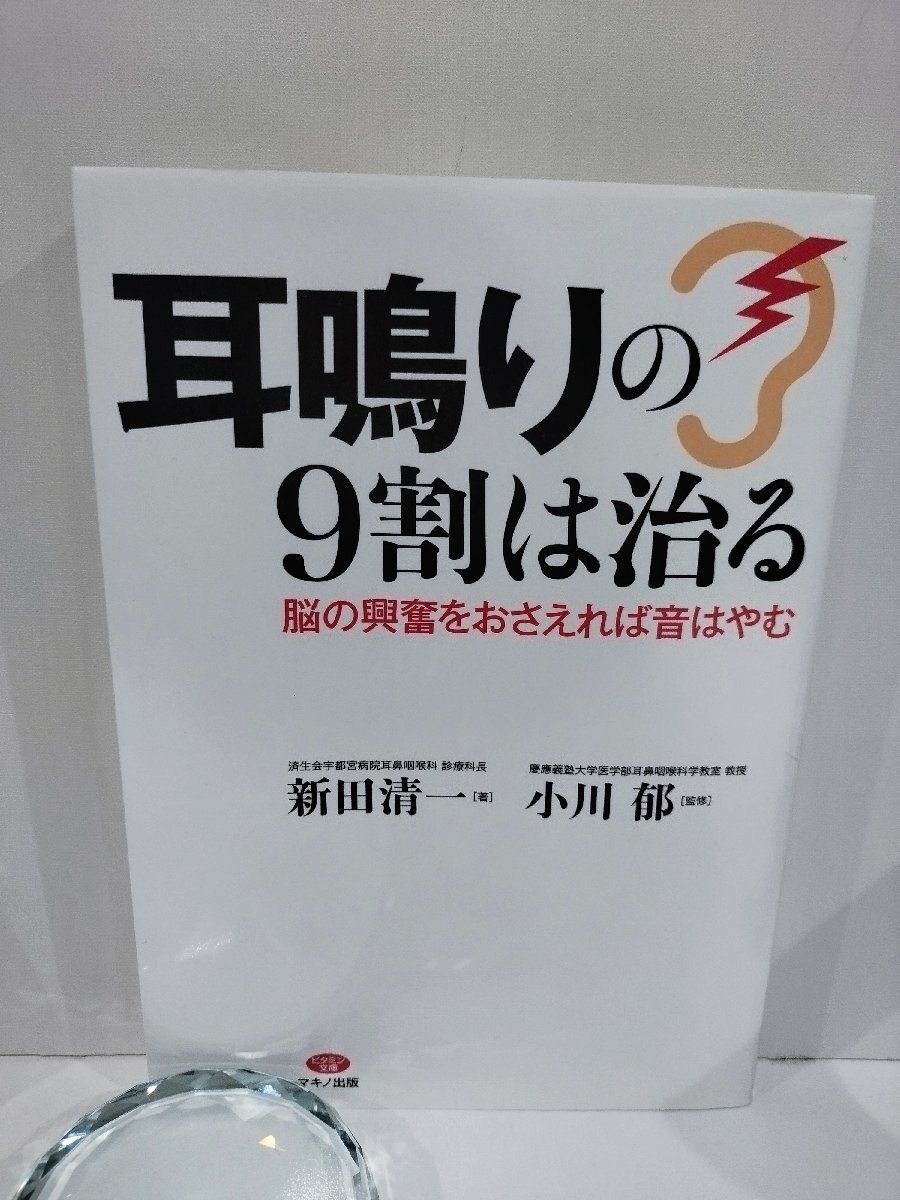 耳鳴りの
9割は治る
脳の興奮をおさえれば音はやむ
済生会宇都宮病院耳鼻咽喉科 診療科長
新田清一[著]
慶應義塾大学医学部耳鼻咽喉科学教室 教授
小川 郁[監修]
ビタミン
文庫
マキノ出版